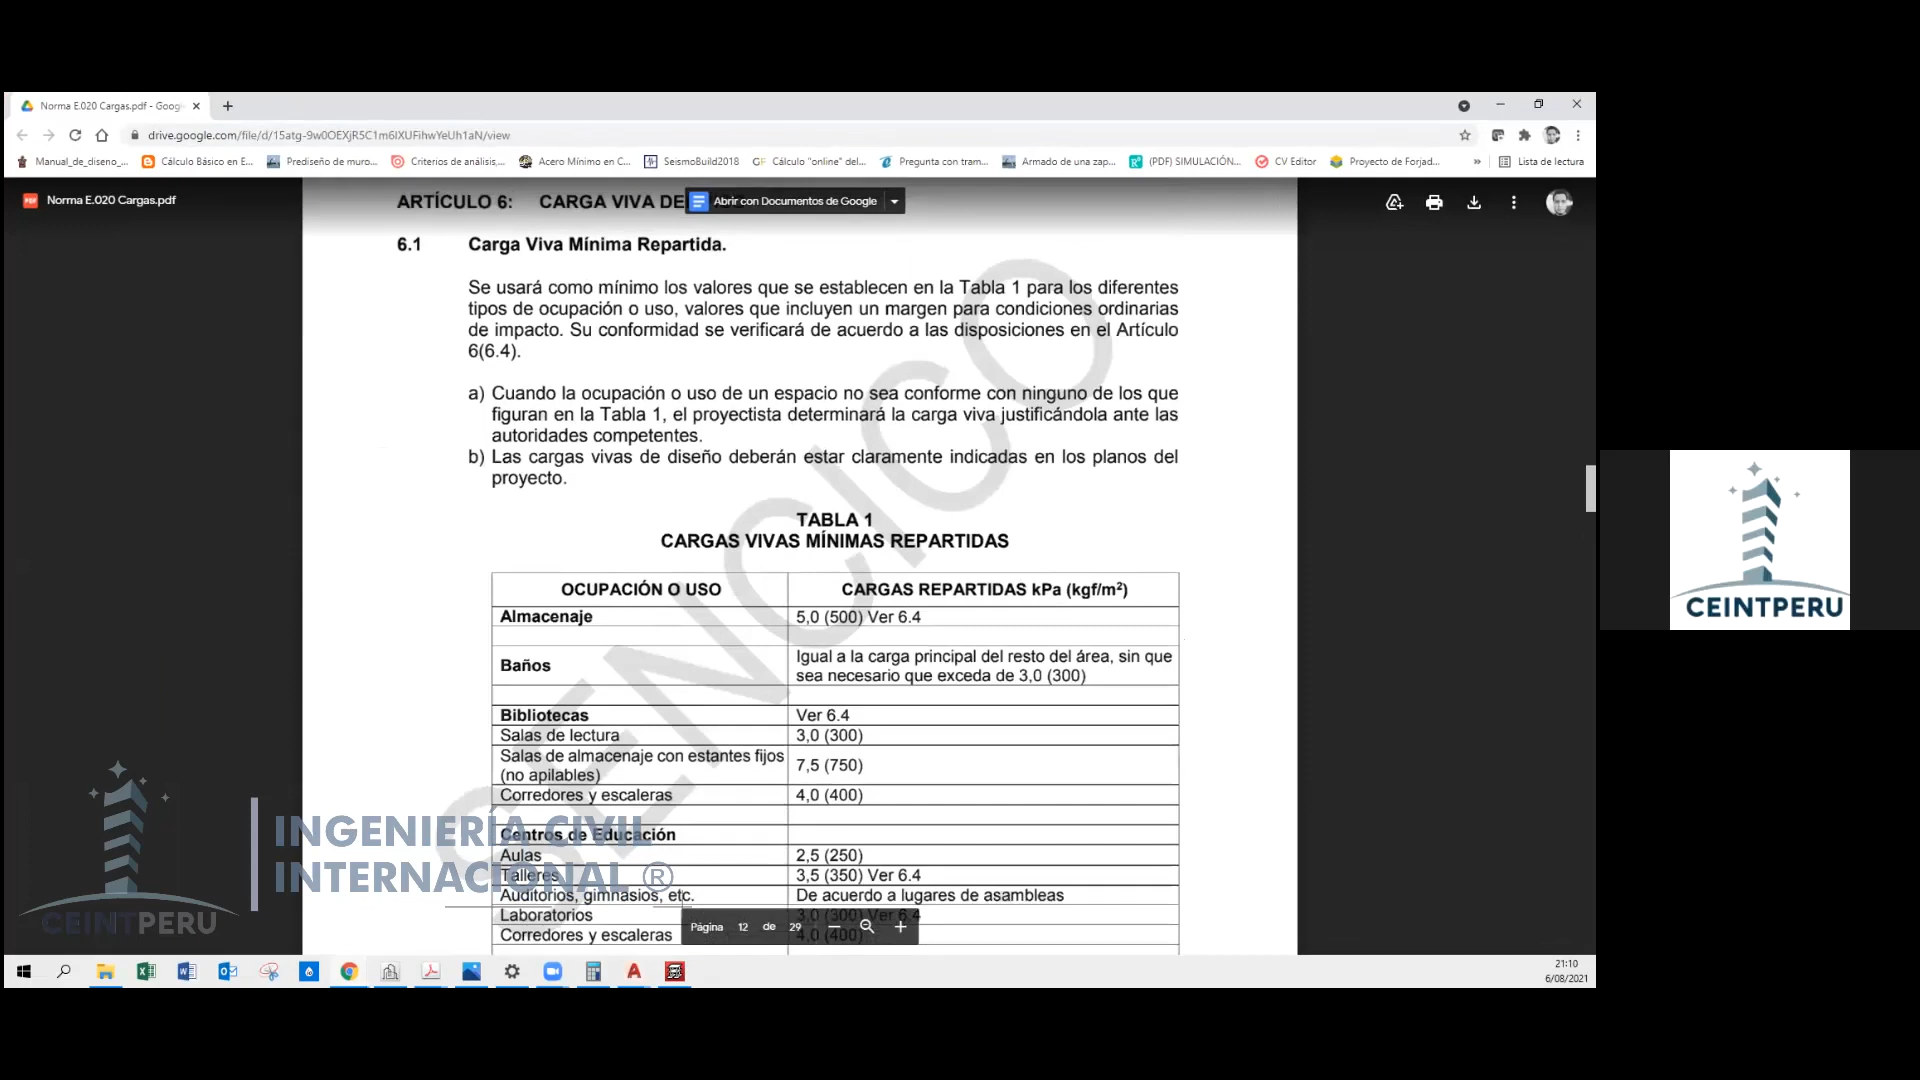 Norma E.020 Cargas.pdf - Goog
drive.google.com/file/d/15atg-9w0OEXjR5C1m6IXUFihwYeUh1aN/view
Manual_de_diseno_... Cálculo Básico en E... Prediseño de muro... Criterios de análisis,... Acero Mínimo en C... SeismoBuild2018 GF Cálculo "online" del... Pregunta con tram... Armado de una zap... (PDF) SIMULACIÓN... CV Editor Proyecto de Forjad... » Lista de lectura
Norma E.020 Cargas.pdf
ARTÍCULO 6: CARGA VIVA DE
Abrir con Documentos de Google
6.1 Carga Viva Mínima Repartida.
Se usará como mínimo los valores que se establecen en la Tabla 1 para los diferentes
tipos de ocupación o uso, valores que incluyen un margen para condiciones ordinarias
de impacto. Su conformidad se verificará de acuerdo a las disposiciones en el Artículo
6(6.4).
a) Cuando la ocupación o uso de un espacio no sea conforme con ninguno de los que
figuran en la Tabla 1, el proyectista determinará la carga viva justificándola ante las
autoridades competentes.
b) Las cargas vivas de diseño deberán estar claramente indicadas en los planos del
proyecto.
SENCICO
TABLA 1
CARGAS VIVAS MÍNIMAS REPARTIDAS
OCUPACIÓN O USO CARGAS REPARTIDAS kPa (kgf/m²)
Almacenaje 5,0 (500) Ver 6.4
Baños Igual a la carga principal del resto del área, sin que
sea necesario que exceda de 3,0 (300)
Bibliotecas Ver 6.4
Salas de lectura 3,0 (300)
Salas de almacenaje con estantes fijos
(no apilables) 7,5 (750)
Corredores y escaleras 4,0 (400)
Centros de Educación
Aulas 2,5 (250)
Talleres 3,5 (350) Ver 6.4
Auditorios, gimnasios, etc. De acuerdo a lugares de asambleas
Laboratorios 3,0 (300) Ver 6.4
Corredores y escaleras 4,0 (400)
Página 12 de 29
INGENIERÍA CIVIL
INTERNACIONAL ®
CEINTPERU
CEINTPERU
21:10
6/08/2021